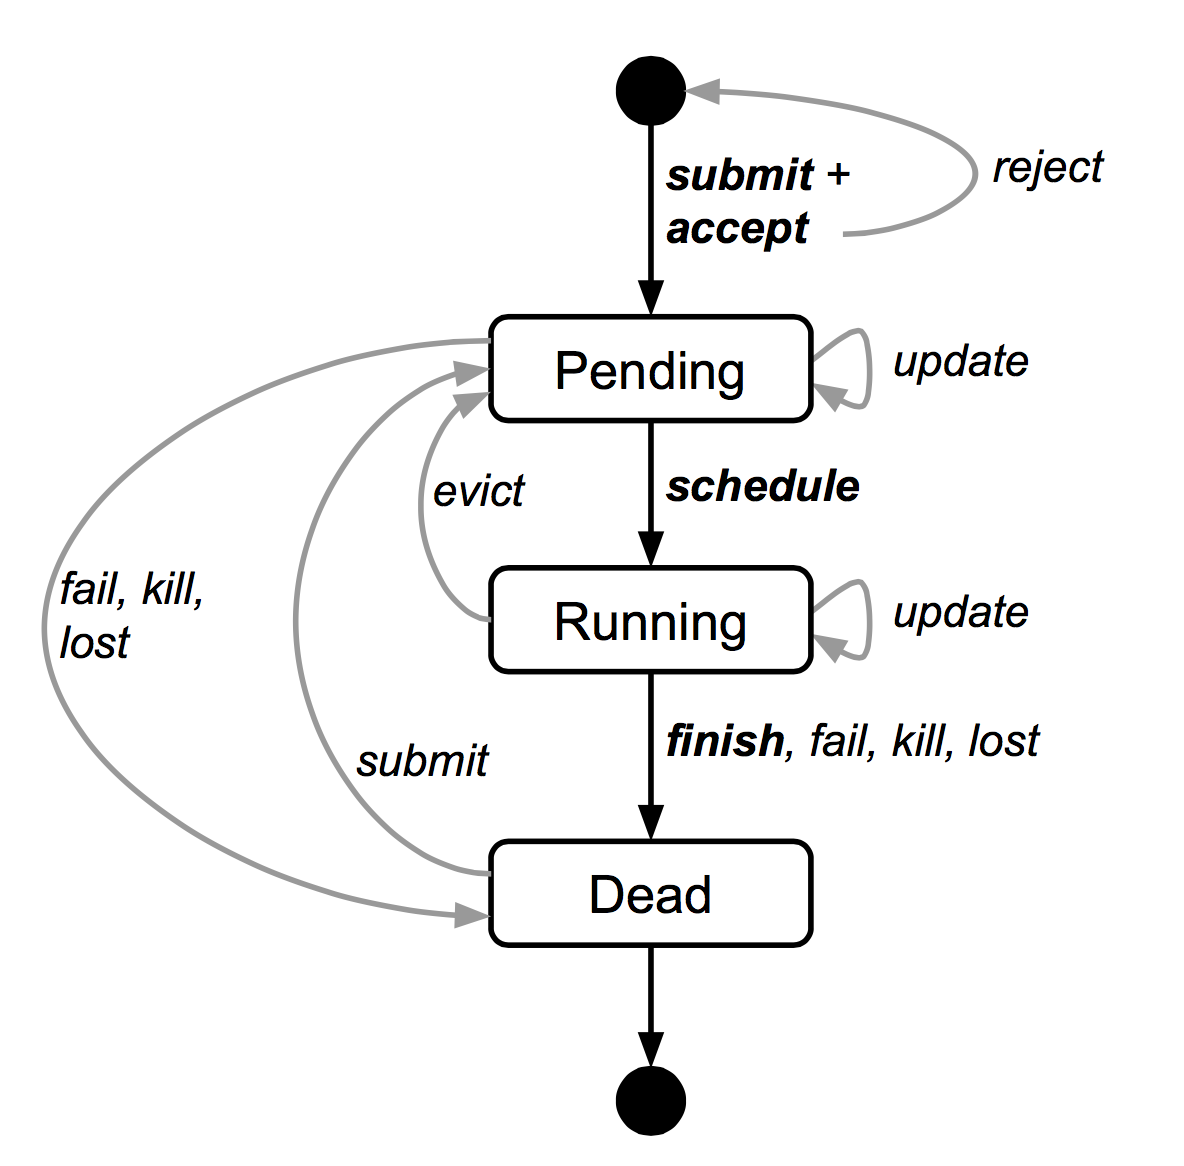 submit +
accept
reject
Pending
update
evict
schedule
fail, kill,
lost
Running
update
submit
finish, fail, kill, lost
Dead